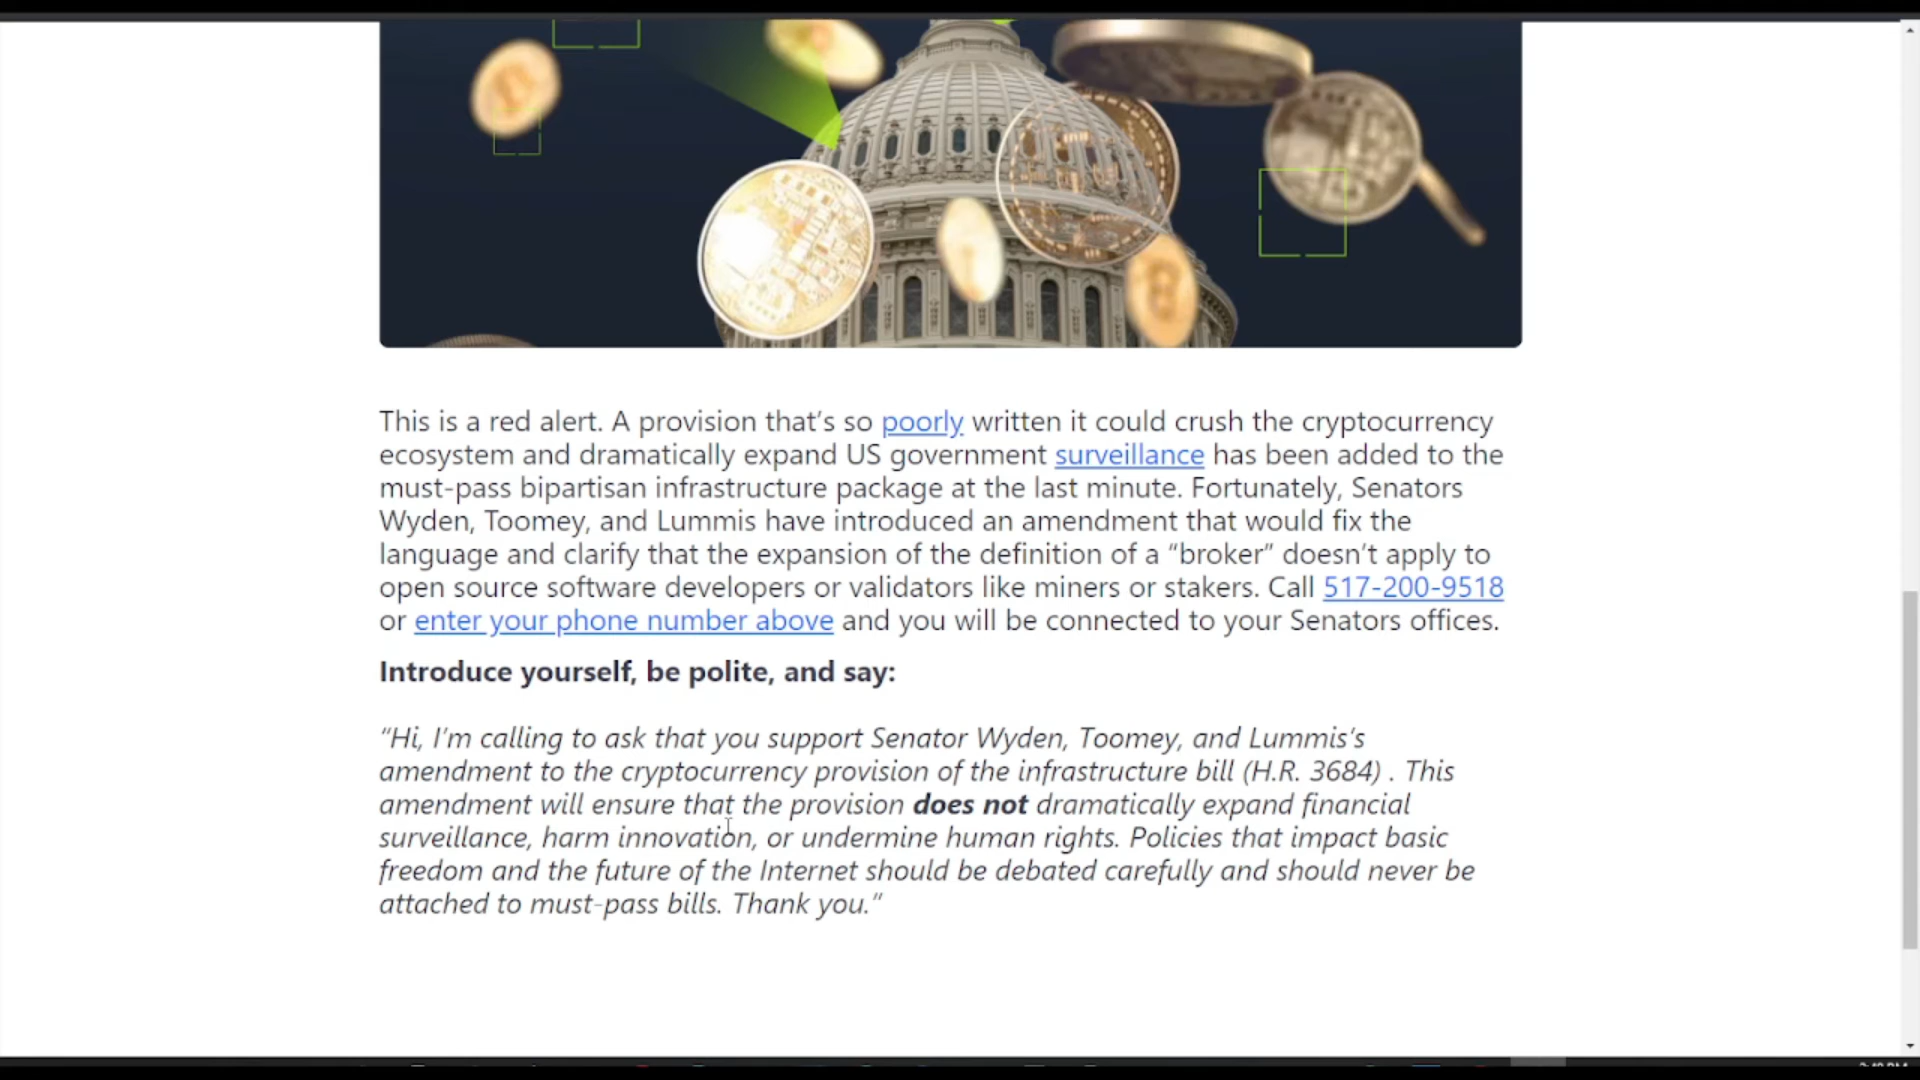 This is a red alert. A provision that's so poorly written it could crush the cryptocurrency
ecosystem and dramatically expand US government surveillance has been added to the
must-pass bipartisan infrastructure package at the last minute. Fortunately, Senators
Wyden, Toomey, and Lummis have introduced an amendment that would fix the
language and clarify that the expansion of the definition of a “broker” doesn't apply to
open source software developers or validators like miners or stakers. Call 517-200-9518
or enter your phone number above and you will be connected to your Senators offices.
Introduce yourself, be polite, and say:
“Hi, I'm calling to ask that you support Senator Wyden, Toomey, and Lummis's
amendment to the cryptocurrency provision of the infrastructure bill (H.R. 3684) . This
amendment will ensure that the provision does not dramatically expand financial
surveillance, harm innovation, or undermine human rights. Policies that impact basic
freedom and the future of the Internet should be debated carefully and should never be
attached to must-pass bills. Thank you.”